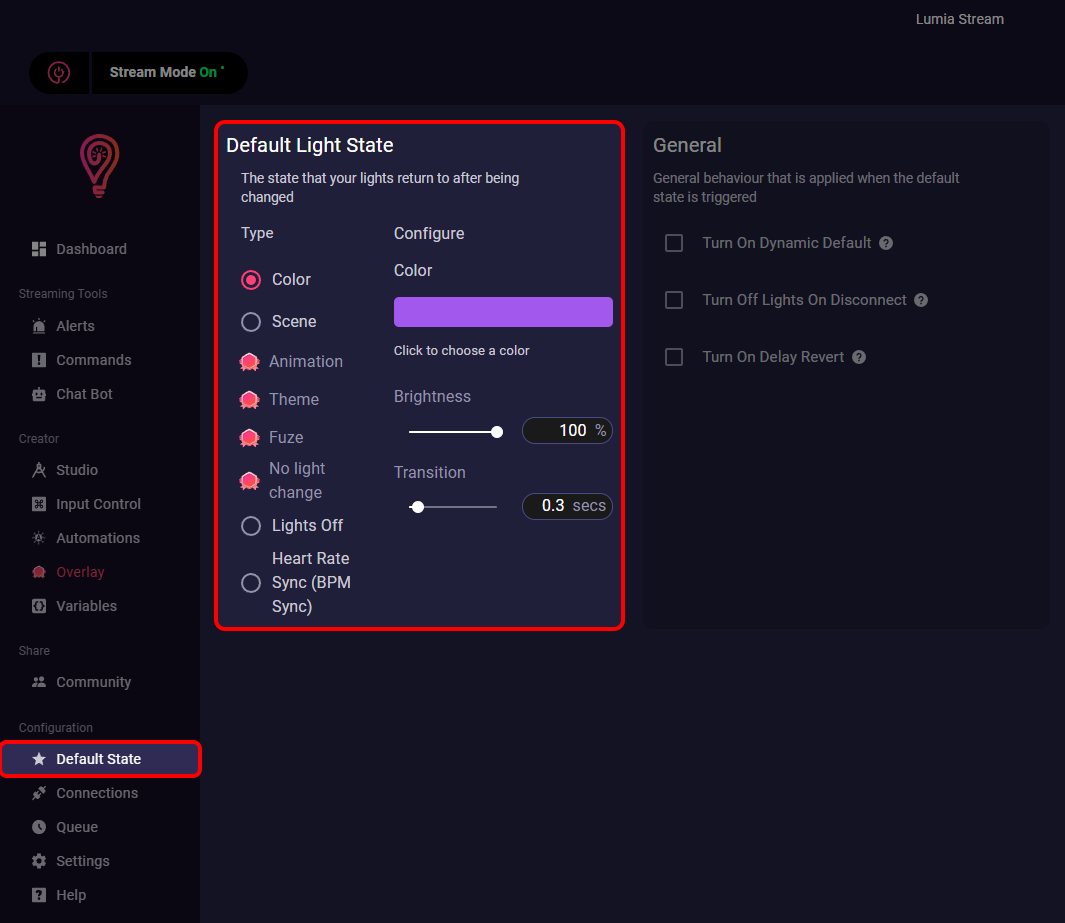 Lumia Stream
Stream Mode On
Dashboard
Streaming Tools
Alerts
Commands
Chat Bot
Creator
Studio
Input Control
Automations
Overlay
Variables
Share
Community
Configuration
Default State
Connections
Queue
Settings
Help
Default Light State
The state that your lights return to after being
changed
Type
Color
Scene
Animation
Theme
Fuze
No light
change
Lights Off
Heart Rate
Sync (BPM
Sync)
Configure
Color
Click to choose a color
Brightness
100 %
Transition
0.3 secs
General
General behaviour that is applied when the default
state is triggered
Turn On Dynamic Default
Turn Off Lights On Disconnect
Turn On Delay Revert